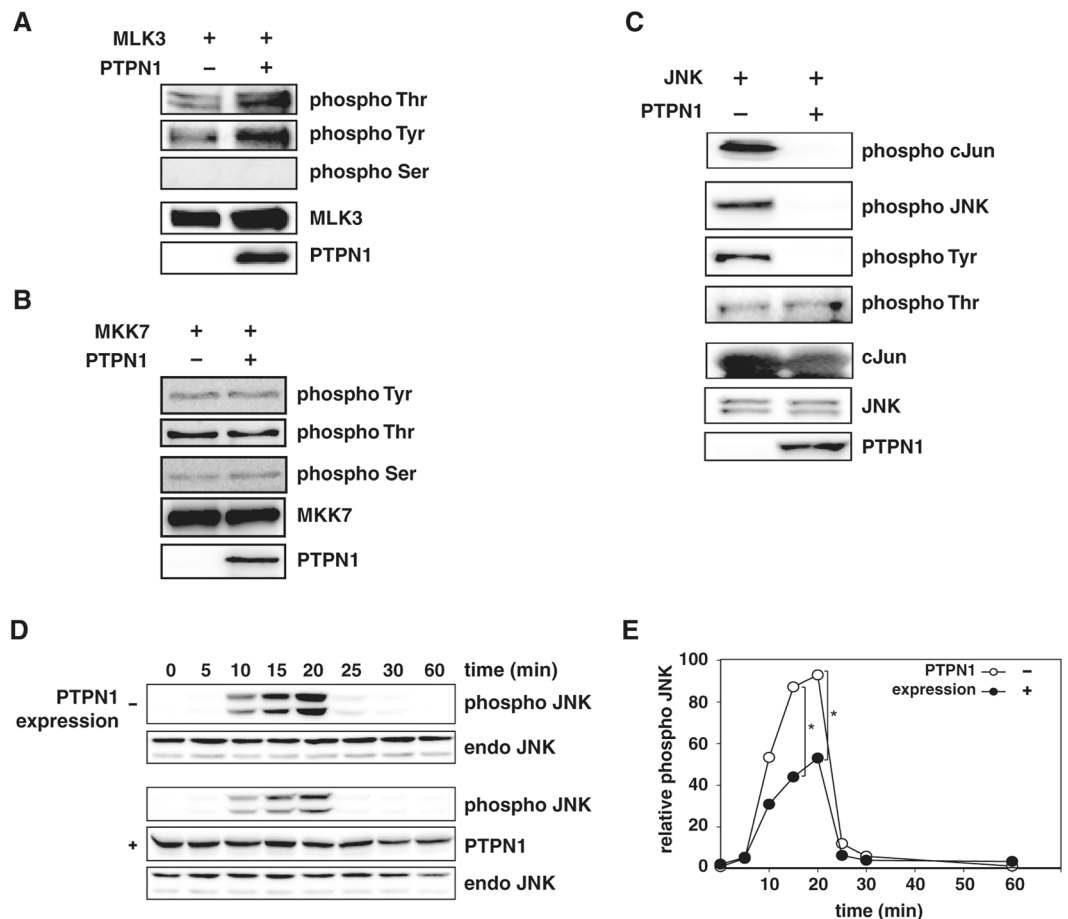 A
MLK3 + +
PTPN1 – +
phospho Thr
phospho Tyr
phospho Ser
MLK3
PTPN1
B
MKK7 + +
PTPN1 – +
phospho Tyr
phospho Thr
phospho Ser
MKK7
PTPN1
C
JNK + +
PTPN1 – +
phospho cJun
phospho JNK
phospho Tyr
phospho Thr
cJun
JNK
PTPN1
D
0 5 10 15 20 25 30 60 time (min)
PTPN1
expression –
phospho JNK
endo JNK
phospho JNK
+ PTPN1
endo JNK
E
relative phospho JNK
100
80
60
40
20
0
10 20 30 40 50 60
time (min)
PTPN1 –
expression +
* *